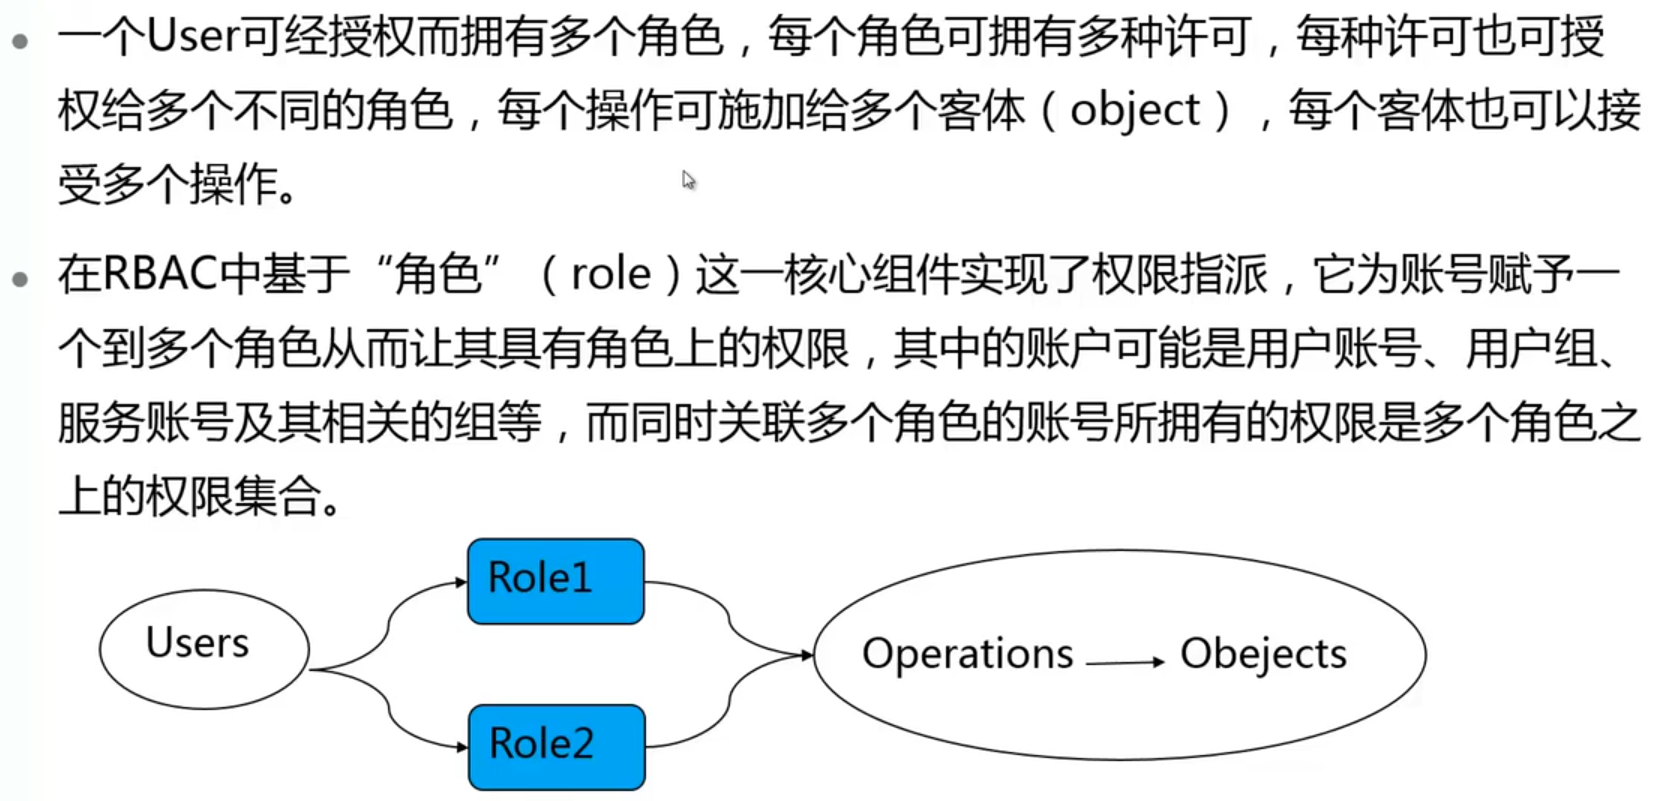 一个User可经授权而拥有多个角色，每个角色可拥有多种许可，每种许可也可授
权给多个不同的角色，每个操作可施加给多个客体（object），每个客体也可以接
受多个操作。
在RBAC中基于“角色”（role）这一核心组件实现了权限指派，它为账号赋予一
个到多个角色从而让其具有角色上的权限，其中的账户可能是用户账号、用户组、
服务账号及其相关的组等，而同时关联多个角色的账号所拥有的权限是多个角色之
上的权限集合。
Role1
Users
Operations
Obejects
Role2